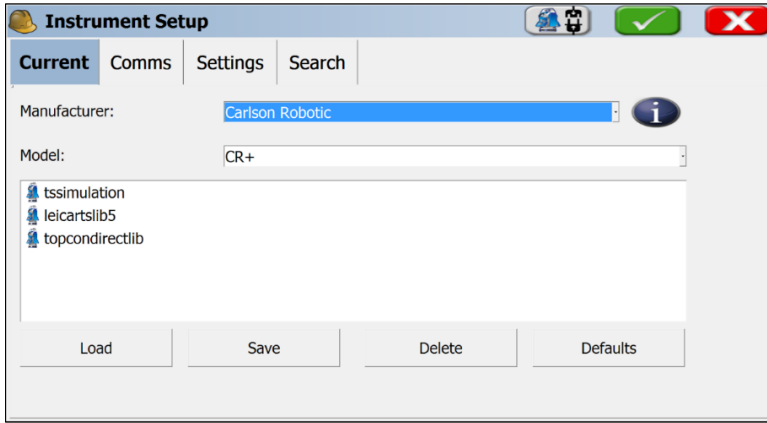 Instrument Setup
Current Comms Settings Search
Manufacturer: Carlson Robotic i
Model: CR+
tssimulation
leicartslib5
topcondirectlib
Load Save Delete Defaults